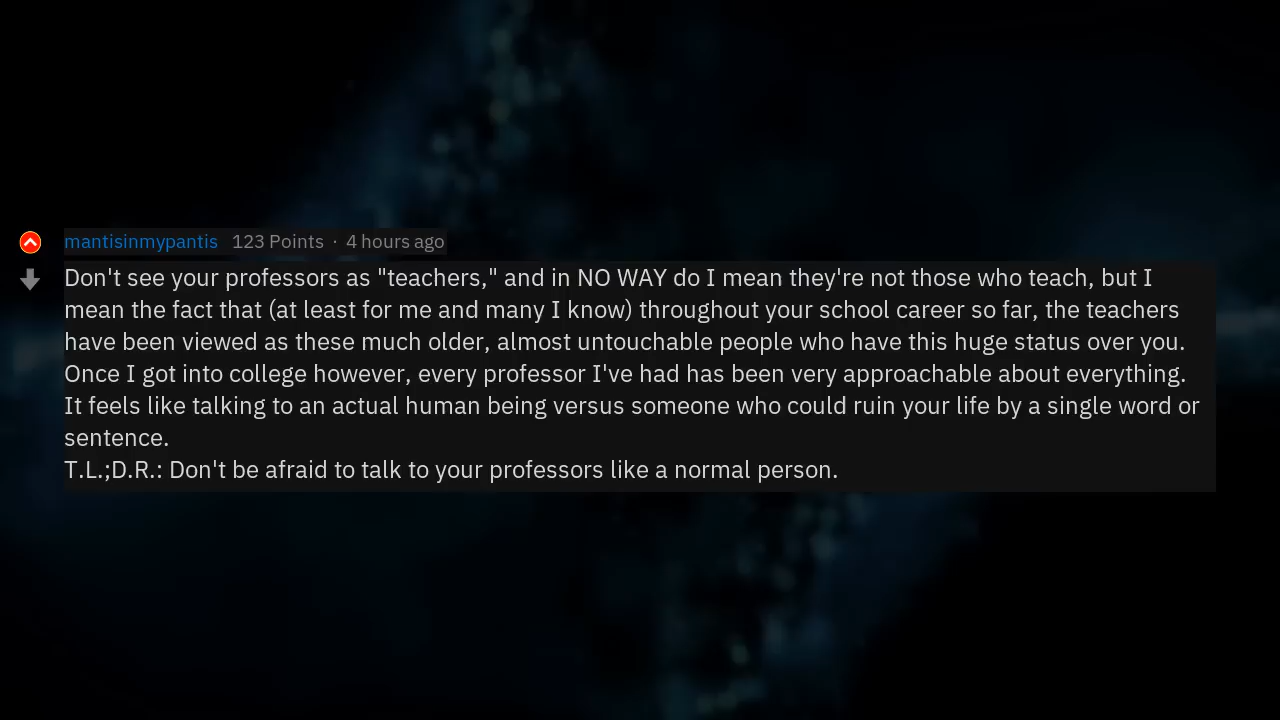 mantisinmypantis 123 Points · 4 hours ago
Don't see your professors as "teachers," and in NO WAY do I mean they're not those who teach, but I
mean the fact that (at least for me and many I know) throughout your school career so far, the teachers
have been viewed as these much older, almost untouchable people who have this huge status over you.
Once I got into college however, every professor I've had has been very approachable about everything.
It feels like talking to an actual human being versus someone who could ruin your life by a single word or
sentence.
T.L.;D.R.: Don't be afraid to talk to your professors like a normal person.